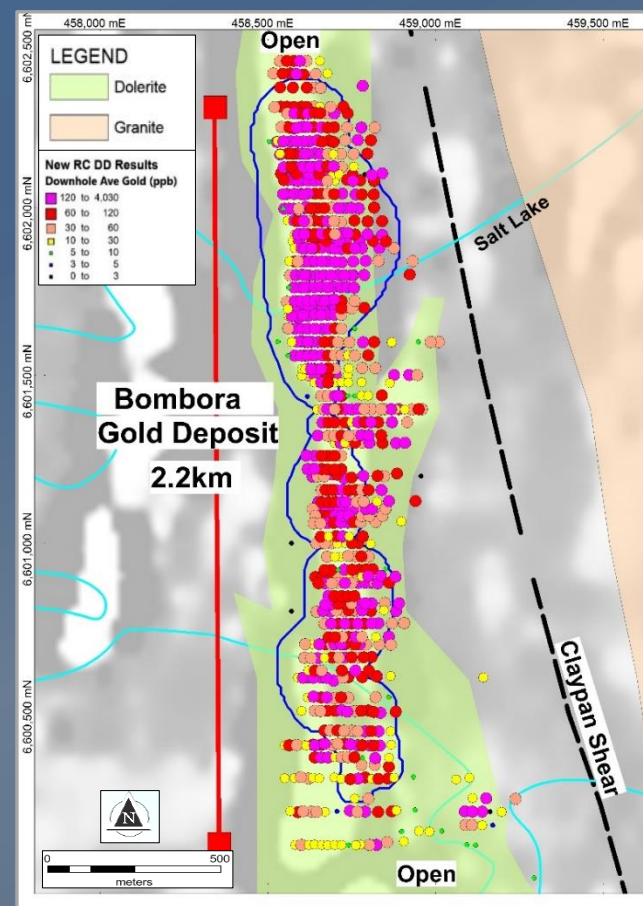 458,000 mE 458,500 mE 459,000 mE 459,500 mE
6,602,500 mN
6,602,000 mN
6,601,500 mN
6,601,000 mN
6,600,500 mN
Open
LEGEND
Dolerite
Granite
New RC DD Results
Downhole Ave Gold (ppb)
120 to 4,030
60 to 120
30 to 60
10 to 30
5 to 10
3 to 5
0 to 3
Salt Lake
Bombora
Gold Deposit
2.2km
Claypan Shear
N
0 500
meters
Open